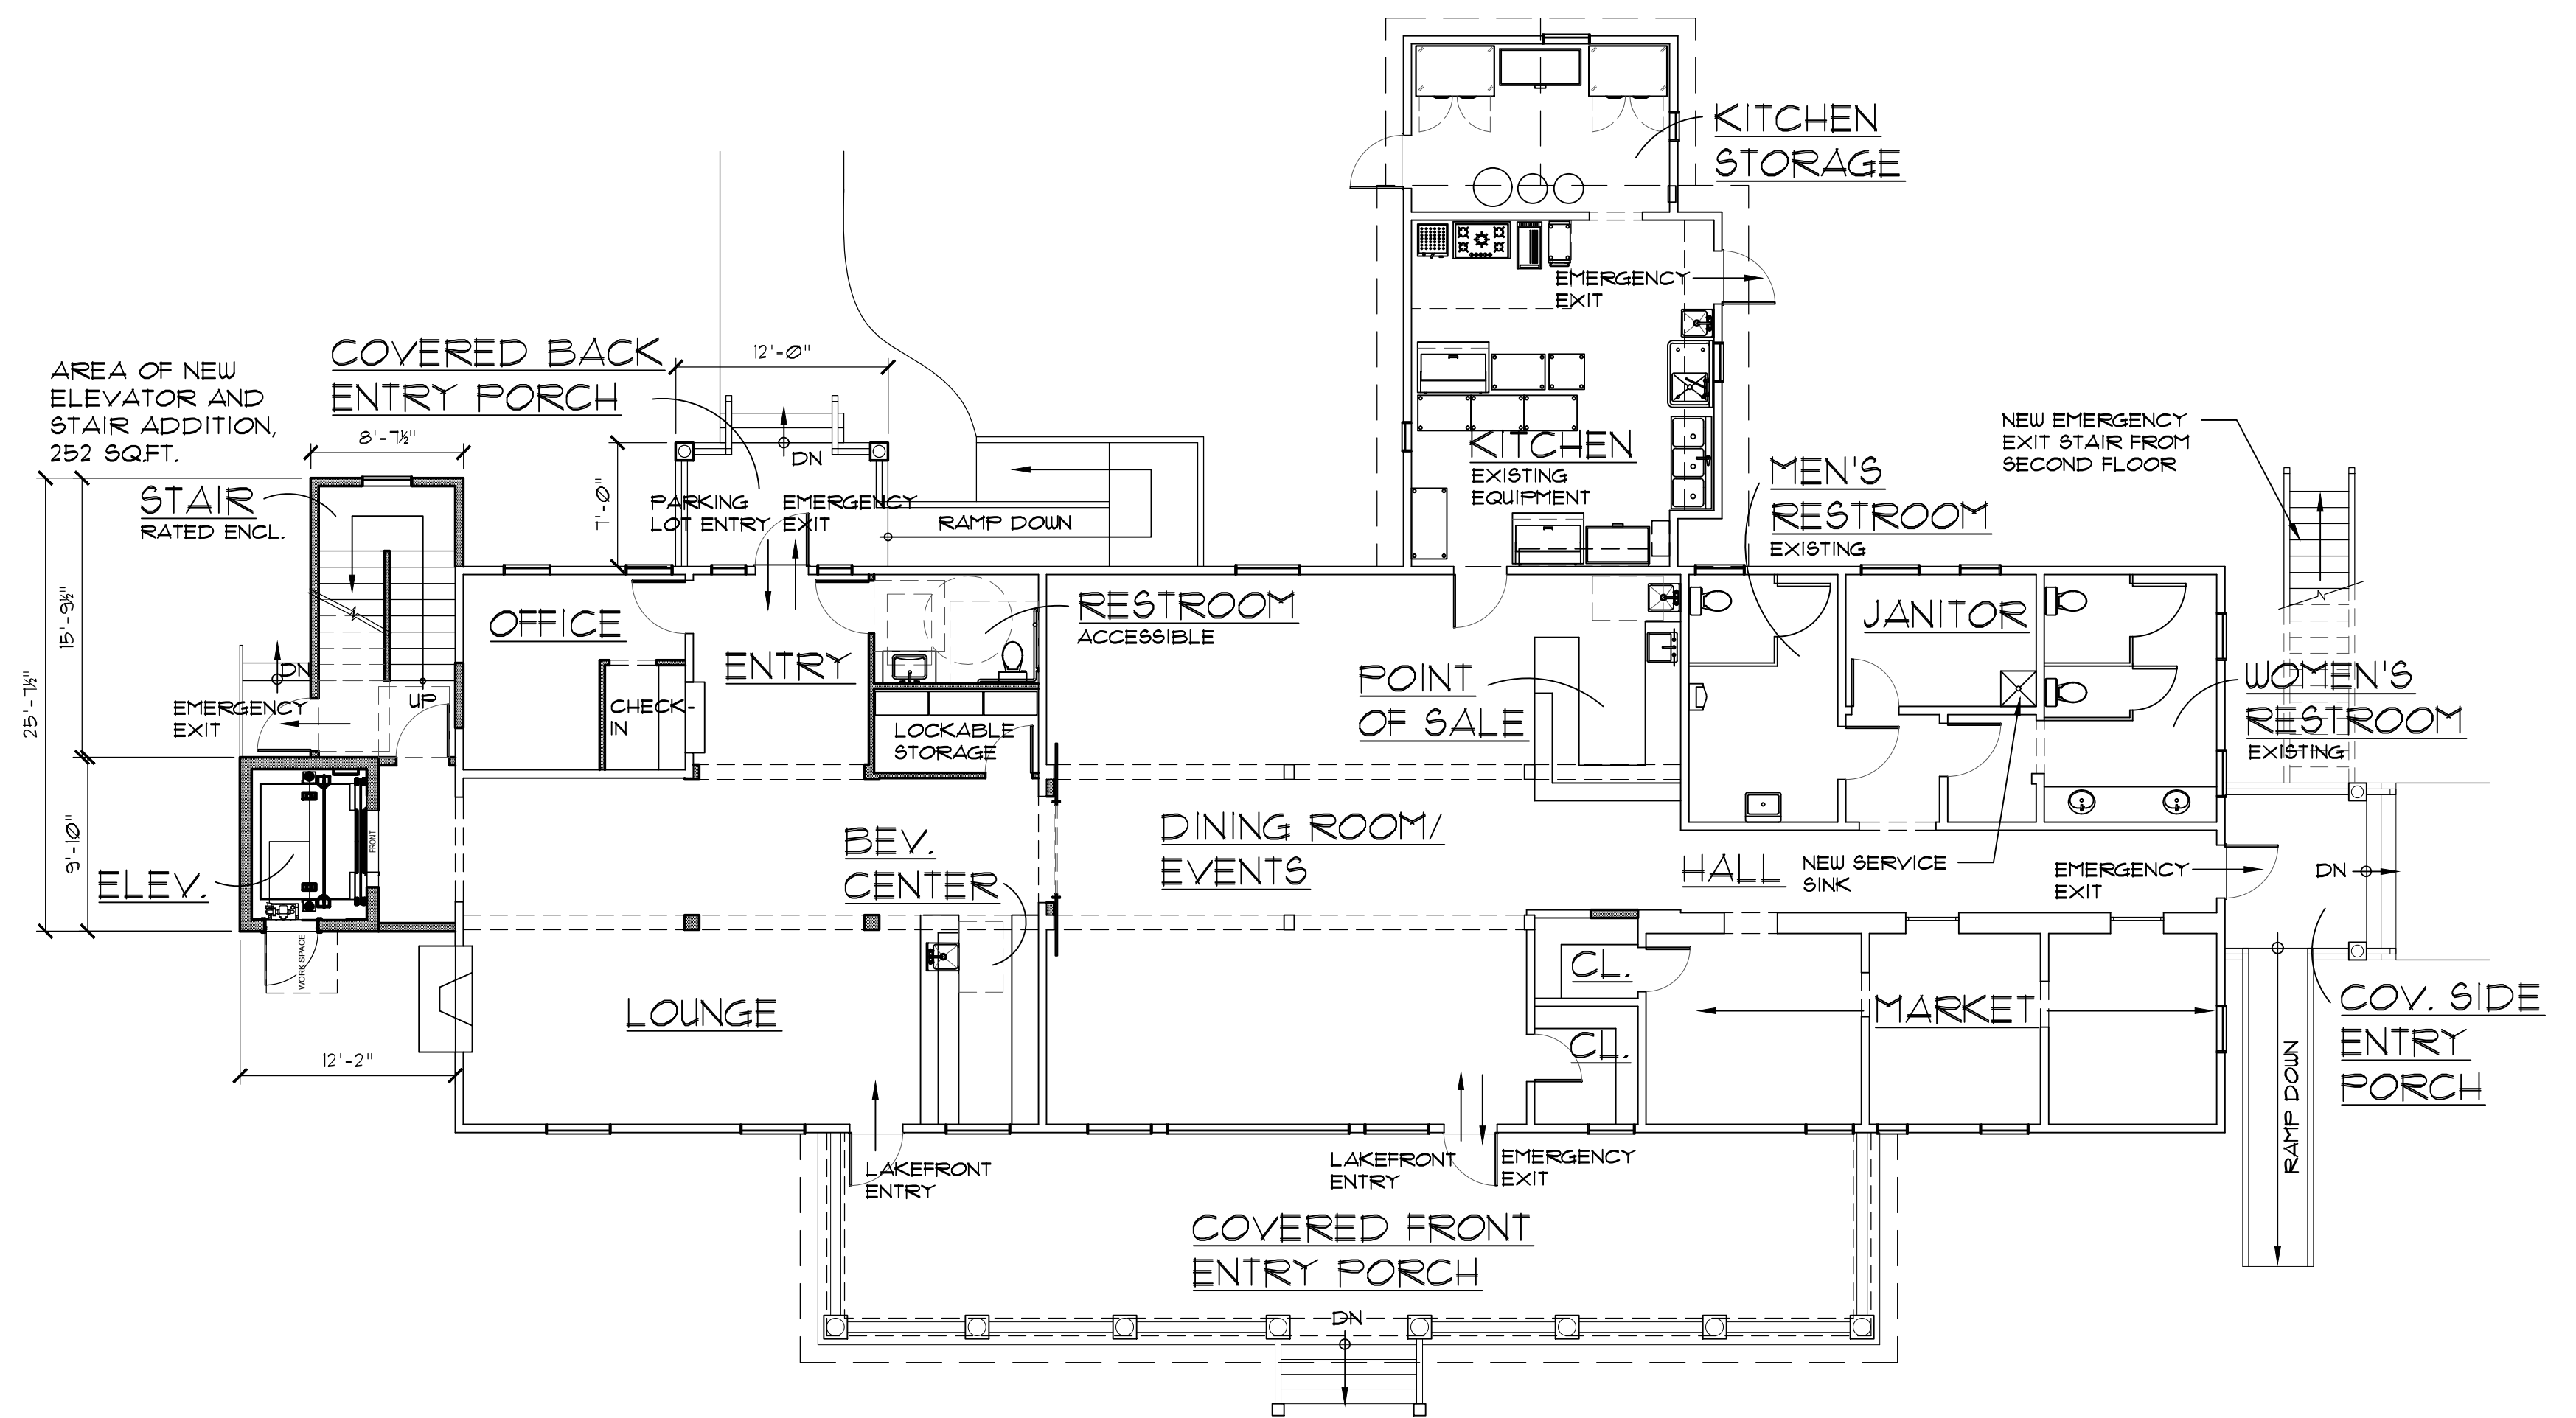 KITCHEN
STORAGE
EMERGENCY
EXIT
COVERED BACK
ENTRY PORCH
12'-0"
AREA OF NEW
ELEVATOR AND
STAIR ADDITION,
252 SQ.FT.
8'-7½"
DN
7'-0"
PARKING
LOT ENTRY
EMERGENCY
EXIT
RAMP DOWN
KITCHEN
EXISTING
EQUIPMENT
MEN'S
RESTROOM
EXISTING
NEW EMERGENCY
EXIT STAIR FROM
SECOND FLOOR
STAIR
RATED ENCL.
15'-9½"
25'-7½"
9'-10"
OFFICE
ENTRY
CHECK-
IN
RESTROOM
ACCESSIBLE
LOCKABLE
STORAGE
POINT
OF SALE
JANITOR
WOMEN'S
RESTROOM
EXISTING
DN
UP
EMERGENCY
EXIT
FRONT
ELEV.
WORK SPACE
12'-2"
BEV.
CENTER
DINING ROOM/
EVENTS
HALL
NEW SERVICE
SINK
EMERGENCY
EXIT
DN
LOUNGE
CL.
CL.
MARKET
COV. SIDE
ENTRY
PORCH
RAMP DOWN
LAKEFRONT
ENTRY
LAKEFRONT
ENTRY
EMERGENCY
EXIT
COVERED FRONT
ENTRY PORCH
DN